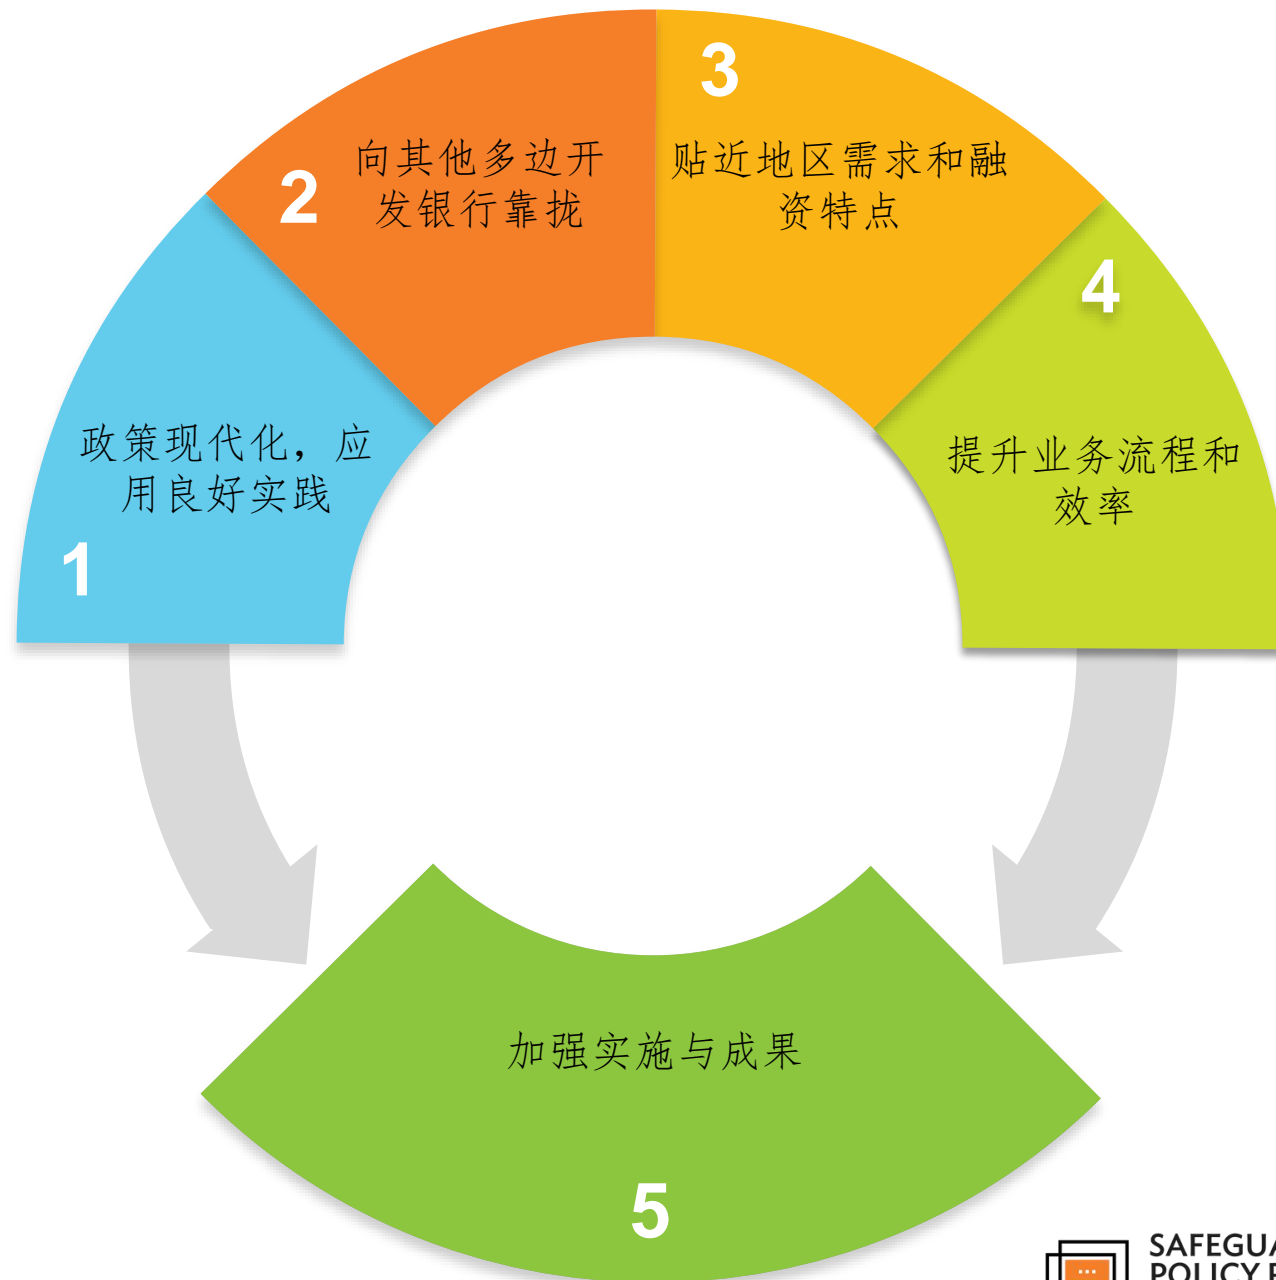 1
政策现代化，应
用良好实践
2
向其他多边开
发银行靠拢
3
贴近地区需求和融
资特点
4
提升业务流程和
效率
加强实施与成果
5
POLICY